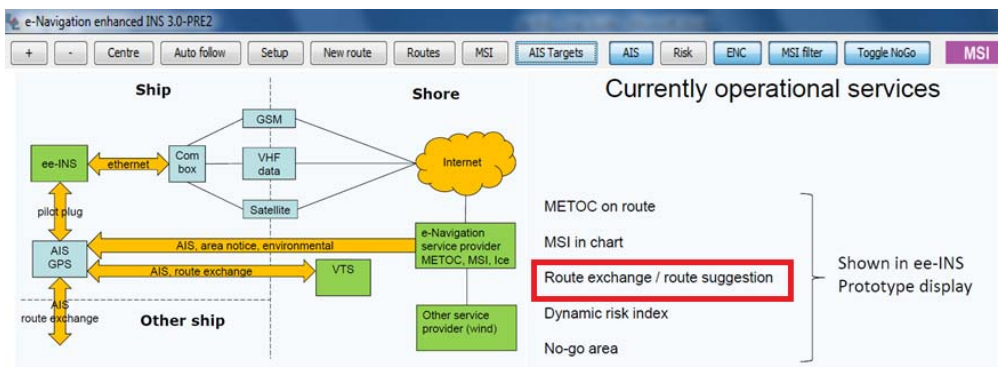 e-Navigation enhanced INS 3.0-PRE2
+ - Centre Auto follow Setup New route Routes MSI AIS Targets AIS Risk ENC MSI filter Toggle NoGo MSI
Ship
Shore
Currently operational services
GSM
ee-INS
ethernet
Com
box
VHF
data
Internet
Satellite
pilot plug
AIS
GPS
AIS, area notice, environmental
e-Navigation
service provider
METOC, MSI, Ice
AIS, route exchange
VTS
AIS
route exchange
Other ship
Other service
provider (wind)
METOC on route
MSI in chart
Route exchange / route suggestion
Dynamic risk index
No-go area
Shown in ee-INS
Prototype display